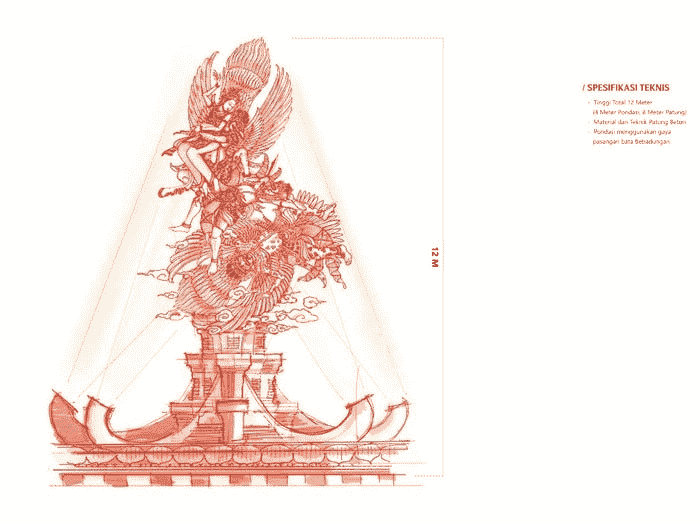 / SPESIFIKASI TEKNIS
- Tinggi Total 12 Meter
(4 Meter Pondasi, 8 Meter Patung)
- Material dan Teknik Patung Beton
- Pondasi menggunakan gaya
pasangan bata Bebadungan.
12 M